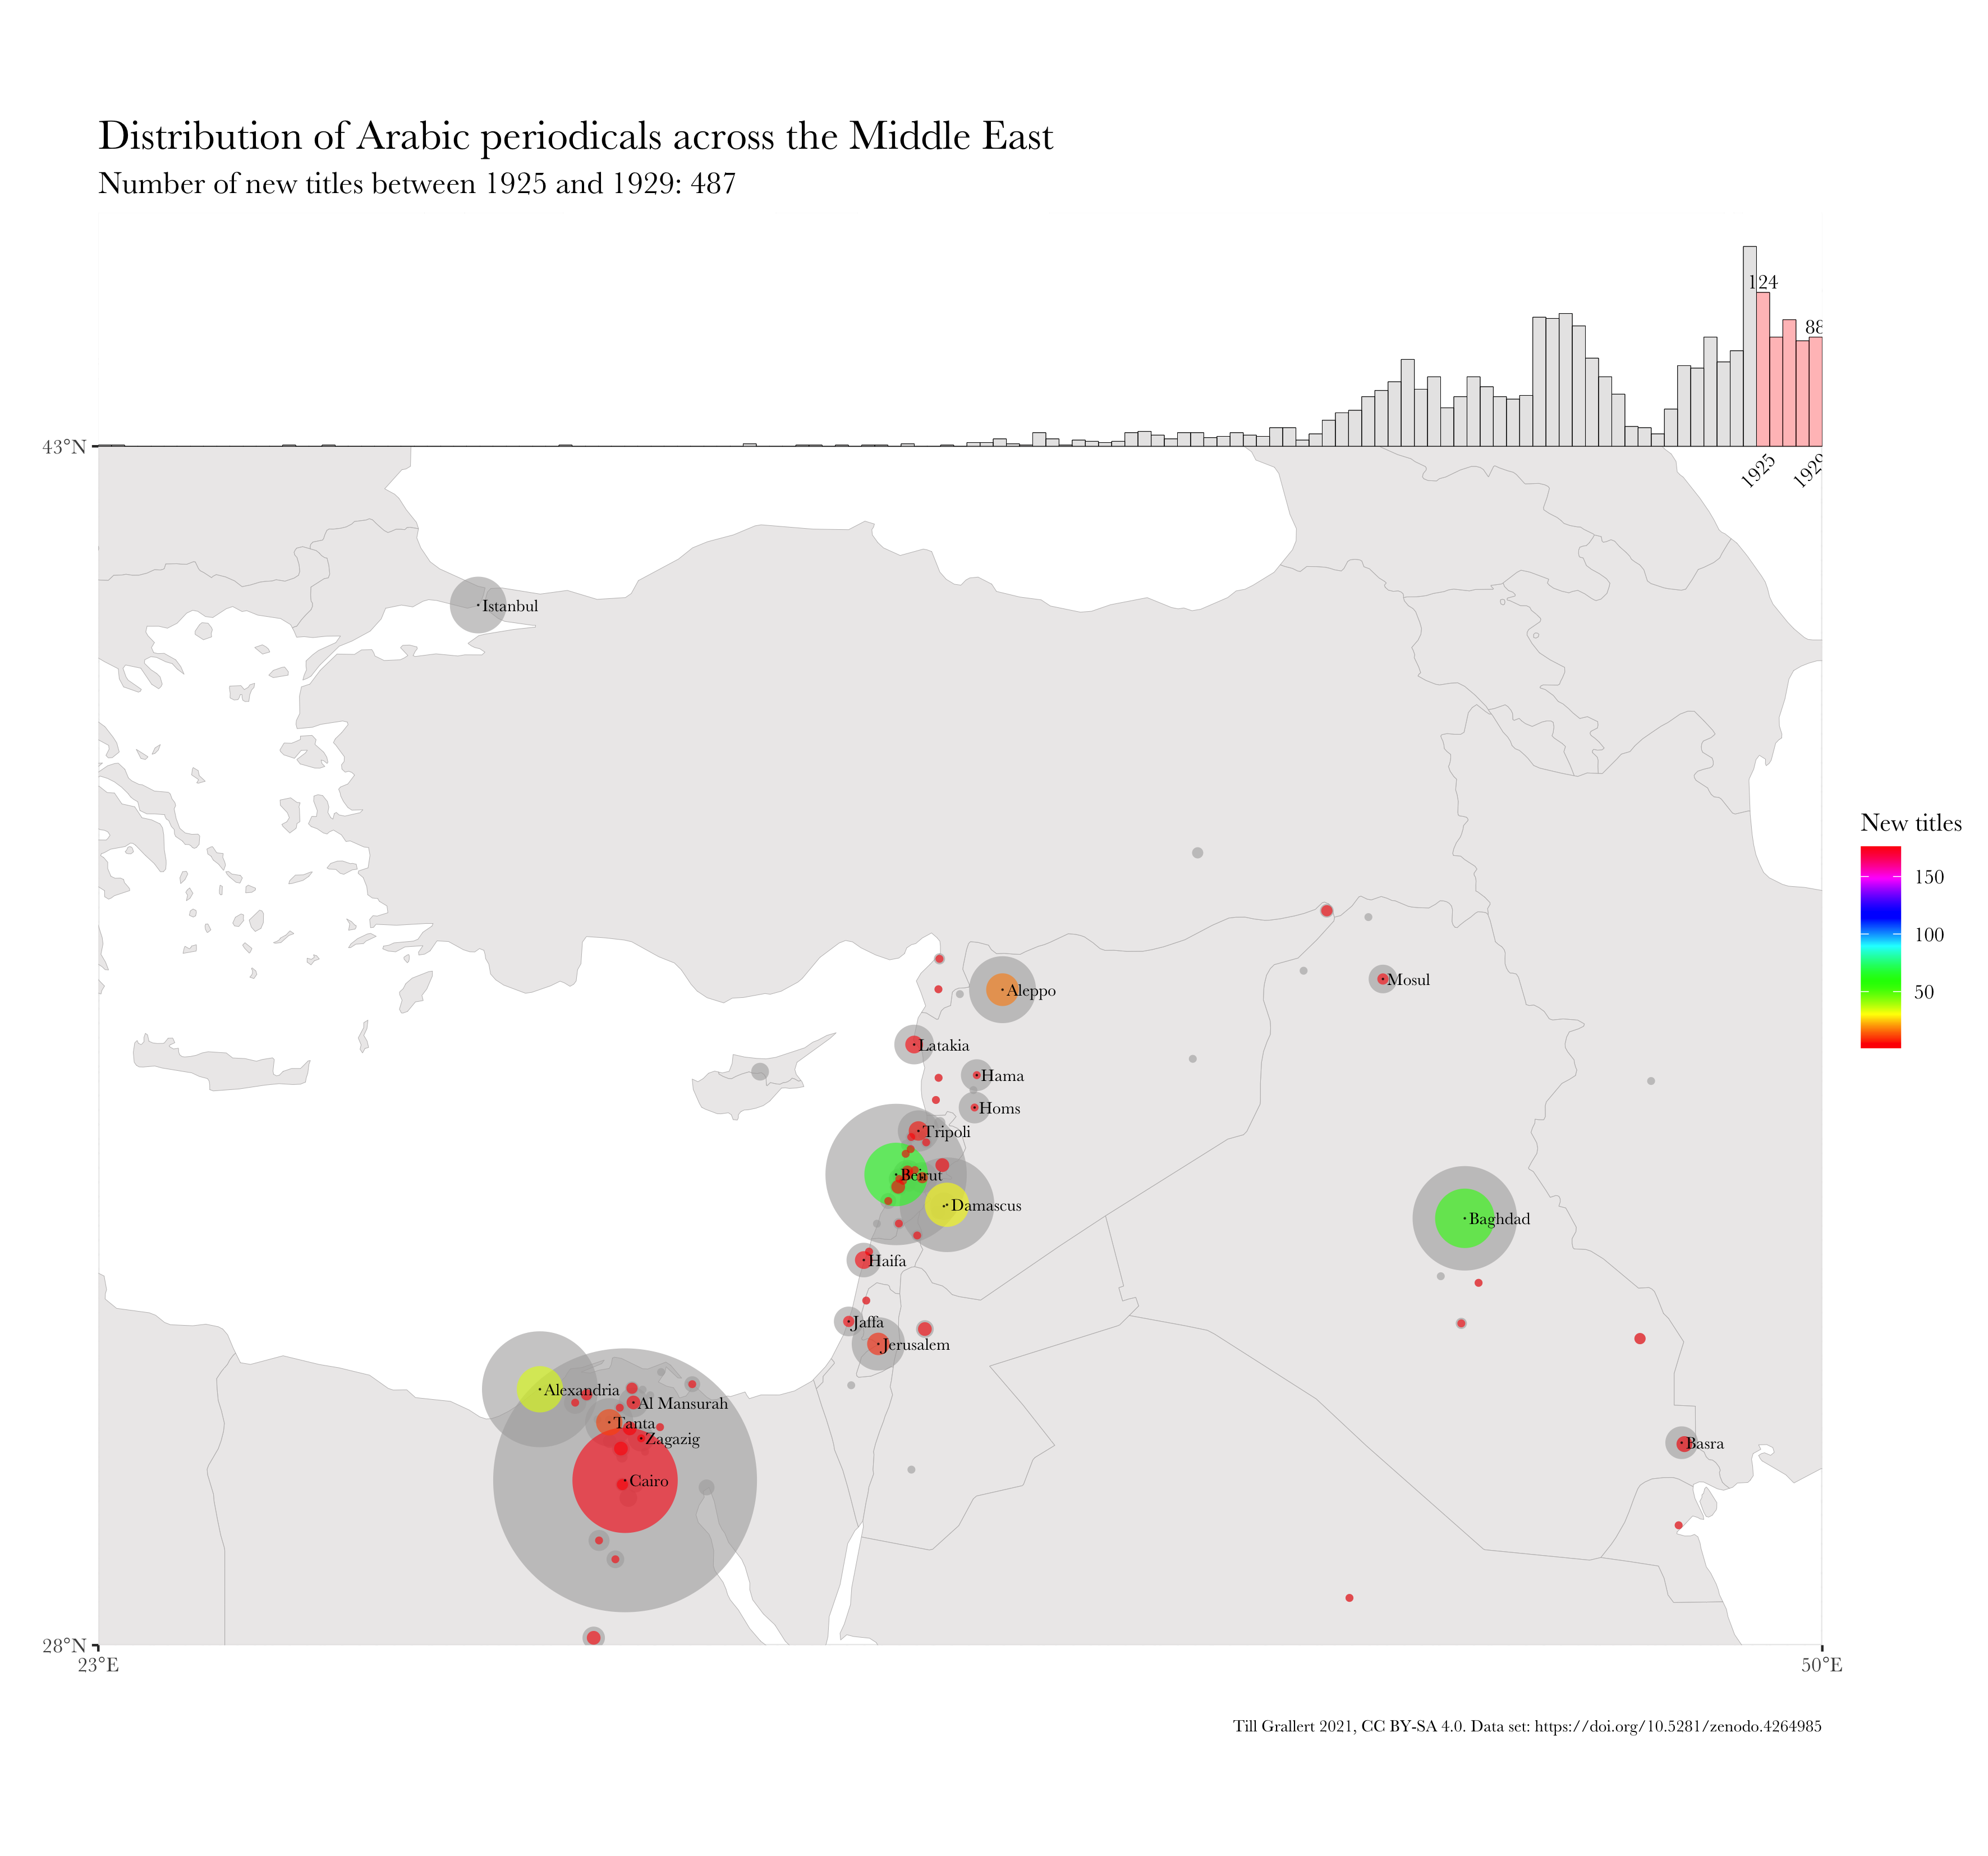 Distribution of Arabic periodicals across the Middle East
Number of new titles between 1925 and 1929: 487
124
88
43°N
1925
1929
Istanbul
New titles
150
100
50
Aleppo
Mosul
Latakia
Hama
Homs
Tripoli
Beirut
Damascus
Baghdad
Haifa
Jaffa
Jerusalem
Alexandria
Al Mansurah
Tanta
Zagazig
Basra
Cairo
28°N
23°E
50°E
Till Grallert 2021, CC BY-SA 4.0. Data set: https://doi.org/10.5281/zenodo.4264985